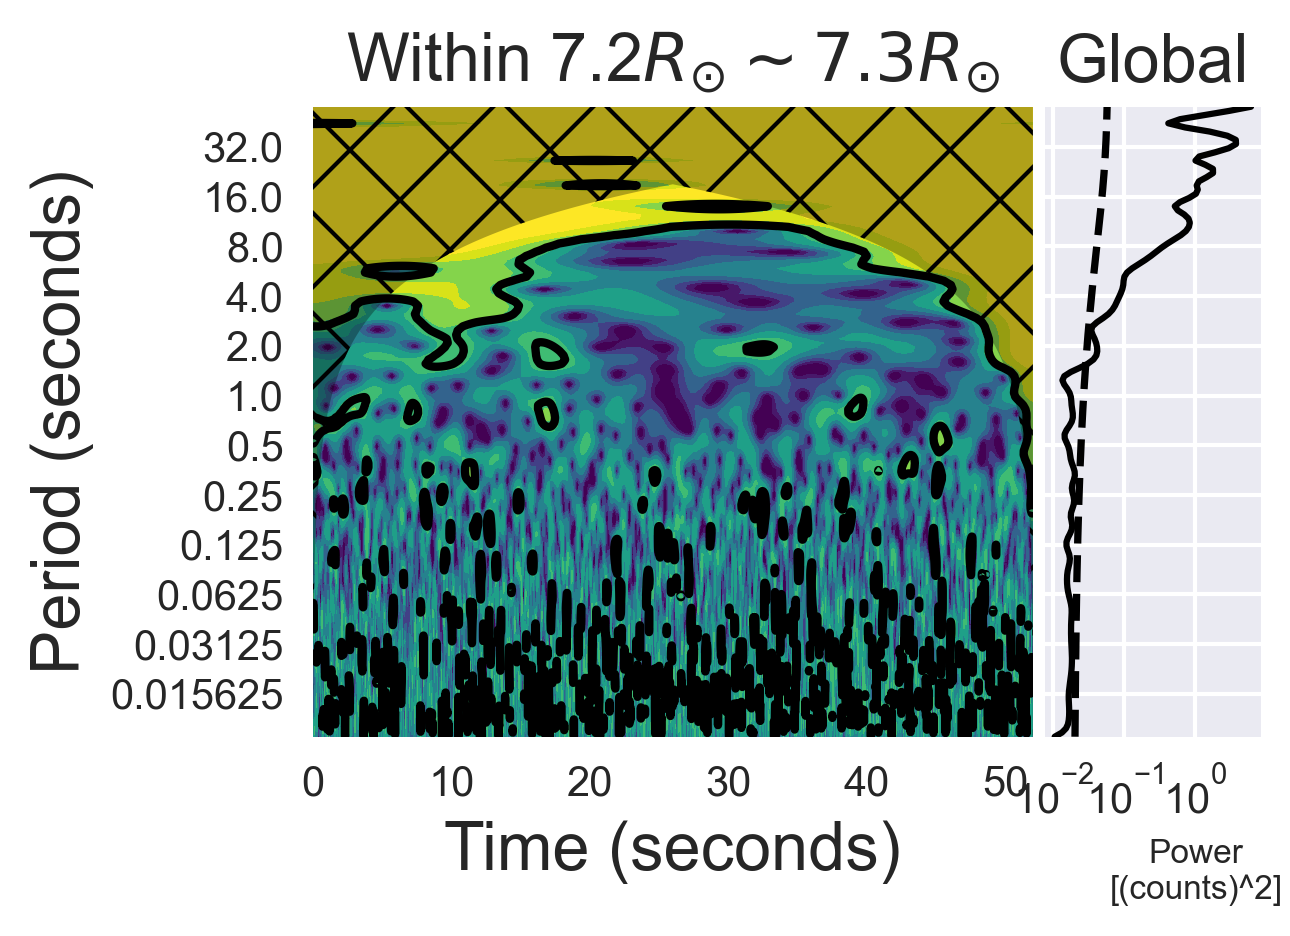 Within 7.2R☉ ~ 7.3R☉
Global
Period (seconds)
32.0
16.0
8.0
4.0
2.0
1.0
0.5
0.25
0.125
0.0625
0.03125
0.015625
0 10 20 30 40 50
10⁻² 10⁻¹ 10⁰
Time (seconds)
Power
[(counts)^2]